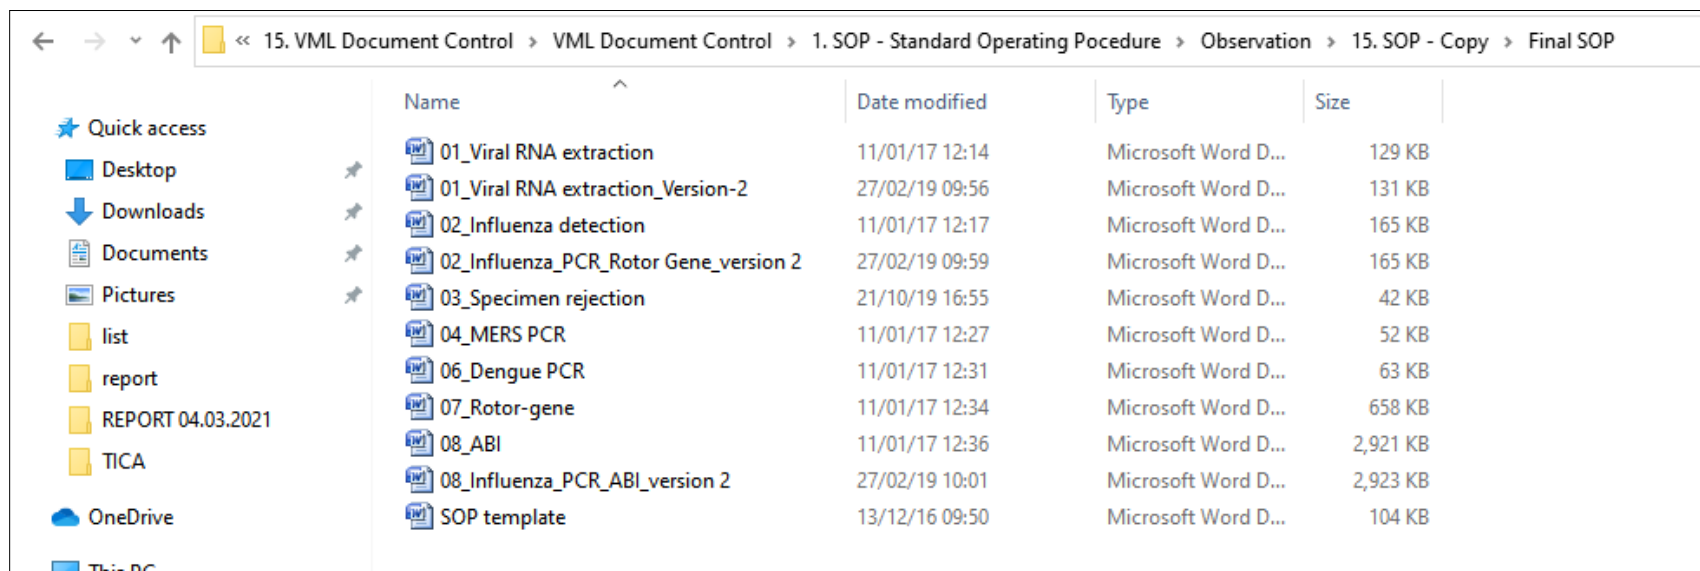 « 15. VML Document Control › VML Document Control › 1. SOP - Standard Operating Pocedure › Observation › 15. SOP - Copy › Final SOP
Name Date modified Type Size
Quick access
Desktop
Downloads
Documents
Pictures
list
report
REPORT 04.03.2021
TICA
OneDrive
This PC
01_Viral RNA extraction 11/01/17 12:14 Microsoft Word D... 129 KB
01_Viral RNA extraction_Version-2 27/02/19 09:56 Microsoft Word D... 131 KB
02_Influenza detection 11/01/17 12:17 Microsoft Word D... 165 KB
02_Influenza_PCR_Rotor Gene_version 2 27/02/19 09:59 Microsoft Word D... 165 KB
03_Specimen rejection 21/10/19 16:55 Microsoft Word D... 42 KB
04_MERS PCR 11/01/17 12:27 Microsoft Word D... 52 KB
06_Dengue PCR 11/01/17 12:31 Microsoft Word D... 63 KB
07_Rotor-gene 11/01/17 12:34 Microsoft Word D... 658 KB
08_ABI 11/01/17 12:36 Microsoft Word D... 2,921 KB
08_Influenza_PCR_ABI_version 2 27/02/19 10:01 Microsoft Word D... 2,923 KB
SOP template 13/12/16 09:50 Microsoft Word D... 104 KB